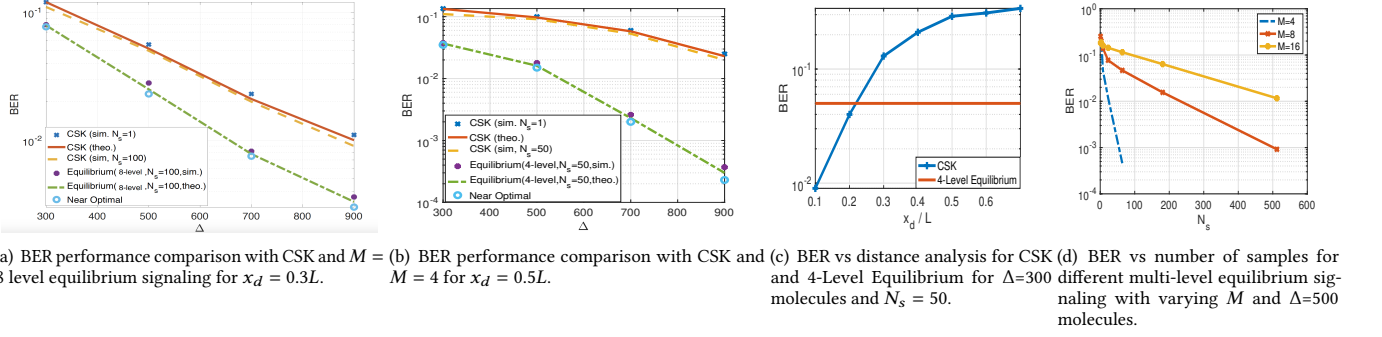 10^-1
10^-2
BER
CSK (sim. N_s=1)
CSK (theo.)
CSK (sim, N_s=100)
Equilibrium( 8-level ,N_s=100,sim.)
Equilibrium( 8-level ,N_s=100,theo.)
Near Optimal
300 400 500 600 700 800 900
Δ
10^-1
10^-2
10^-3
10^-4
BER
CSK (sim. N_s=1)
CSK (theo.)
CSK (sim, N_s=50)
Equilibrium(4-level,N_s=50,sim.)
Equilibrium(4-level,N_s=50,theo.)
Near Optimal
300 400 500 600 700 800 900
Δ
10^-1
10^-2
BER
CSK
4-Level Equilibrium
0.1 0.2 0.3 0.4 0.5 0.6
x_d / L
10^0
10^-1
10^-2
10^-3
10^-4
BER
M=4
M=8
M=16
0 100 200 300 400 500 600
N_s
a) BER performance comparison with CSK and M =
8 level equilibrium signaling for x_d = 0.3L.
(b) BER performance comparison with CSK and
M = 4 for x_d = 0.5L.
(c) BER vs distance analysis for CSK
and 4-Level Equilibrium for Δ=300
molecules and N_s = 50.
(d) BER vs number of samples for
different multi-level equilibrium sig-
naling with varying M and Δ=500
molecules.